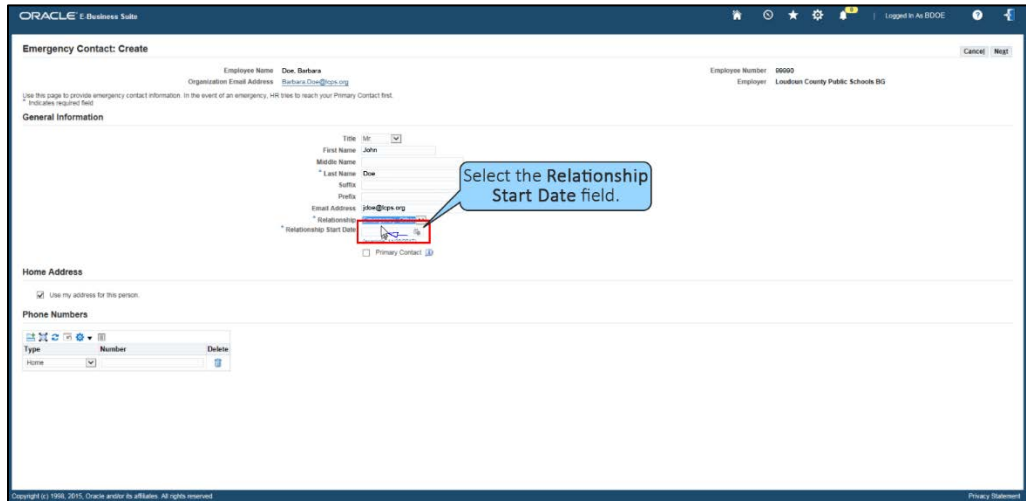 ORACLE E-Business Suite
6
Logged In As BDOE
Emergency Contact: Create
Cancel Next
Employee Name Doe, Barbara
Employee Number 99990
Organization Email Address Barbara.Doe@lcps.org
Employer Loudoun County Public Schools BG
Use this page to provide emergency contact information. In the event of an emergency, HR tries to reach your Primary Contact first.
* Indicates required field
General Information
Title Mr.
First Name John
Middle Name
* Last Name Doe
Suffix
Prefix
Email Address jdoe@lcps.org
* Relationship
* Relationship Start Date
Select the Relationship
Start Date field.
Primary Contact
Home Address
Use my address for this person.
Phone Numbers
Type Number Delete
Home
Copyright (c) 1998, 2015, Oracle and/or its affiliates. All rights reserved.
Privacy Statement